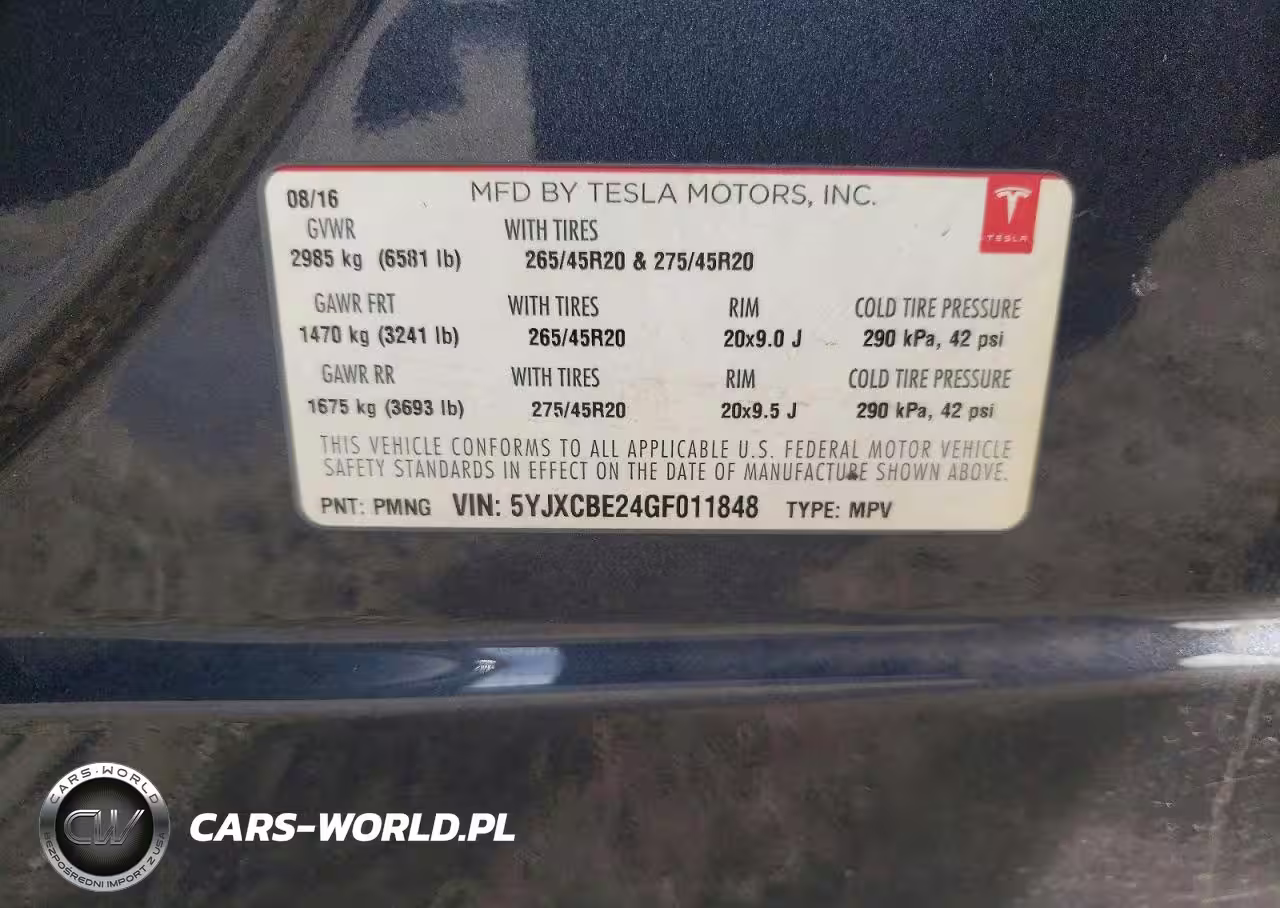 08/16 MFD BY TESLA MOTORS, INC.
TESLA
GVWR WITH TIRES
2985 kg (6581 lb) 265/45R20 & 275/45R20
GAWR FRT WITH TIRES RIM COLD TIRE PRESSURE
1470 kg (3241 lb) 265/45R20 20x9.0 J 290 kPa, 42 psi
GAWR RR WITH TIRES RIM COLD TIRE PRESSURE
1675 kg (3693 lb) 275/45R20 20x9.5 J 290 kPa, 42 psi
THIS VEHICLE CONFORMS TO ALL APPLICABLE U.S. FEDERAL MOTOR VEHICLE
SAFETY STANDARDS IN EFFECT ON THE DATE OF MANUFACTURE SHOWN ABOVE.
PNT: PMNG VIN: 5YJXCBE24GF011848 TYPE: MPV
CARS-WORLD
CW
BEZPOŚREDNI IMPORT Z USA
CARS-WORLD.PL